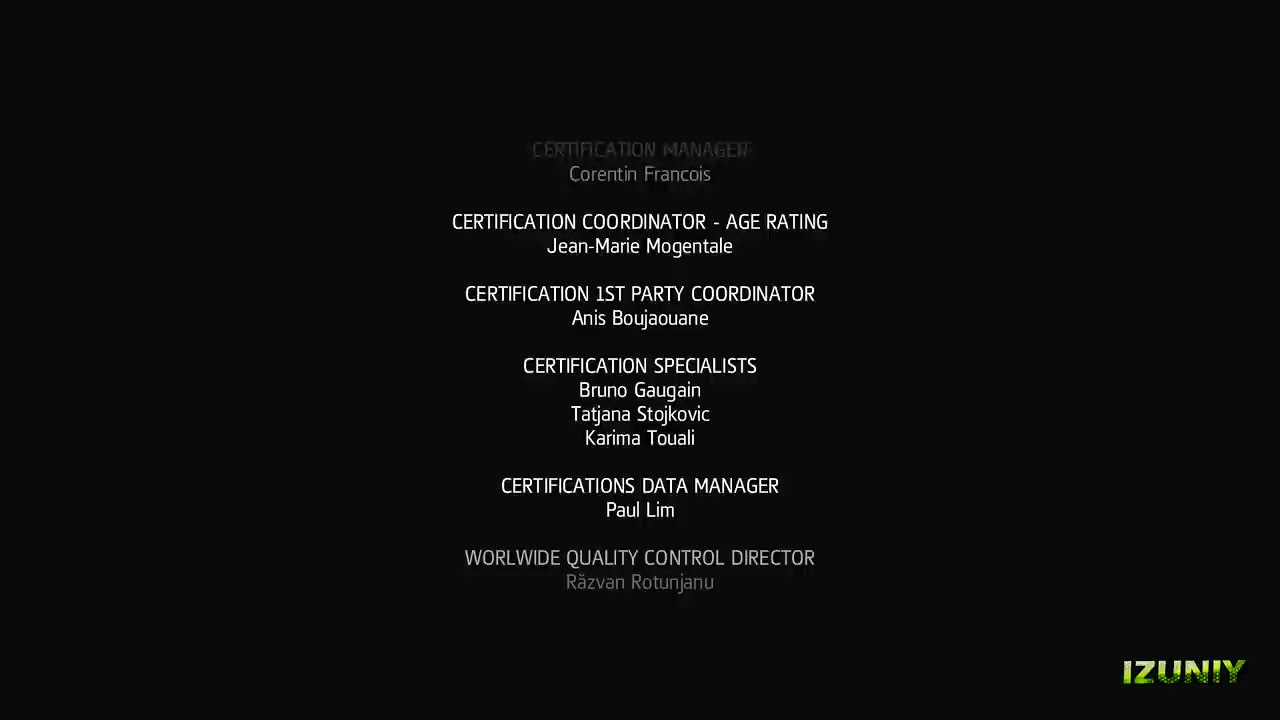 CERTIFICATION MANAGER
Corentin Francois
CERTIFICATION COORDINATOR - AGE RATING
Jean-Marie Mogentale
CERTIFICATION 1ST PARTY COORDINATOR
Anis Boujaouane
CERTIFICATION SPECIALISTS
Bruno Gaugain
Tatjana Stojkovic
Karima Touali
CERTIFICATIONS DATA MANAGER
Paul Lim
WORLWIDE QUALITY CONTROL DIRECTOR
Răzvan Rotunjanu
IZUNIY